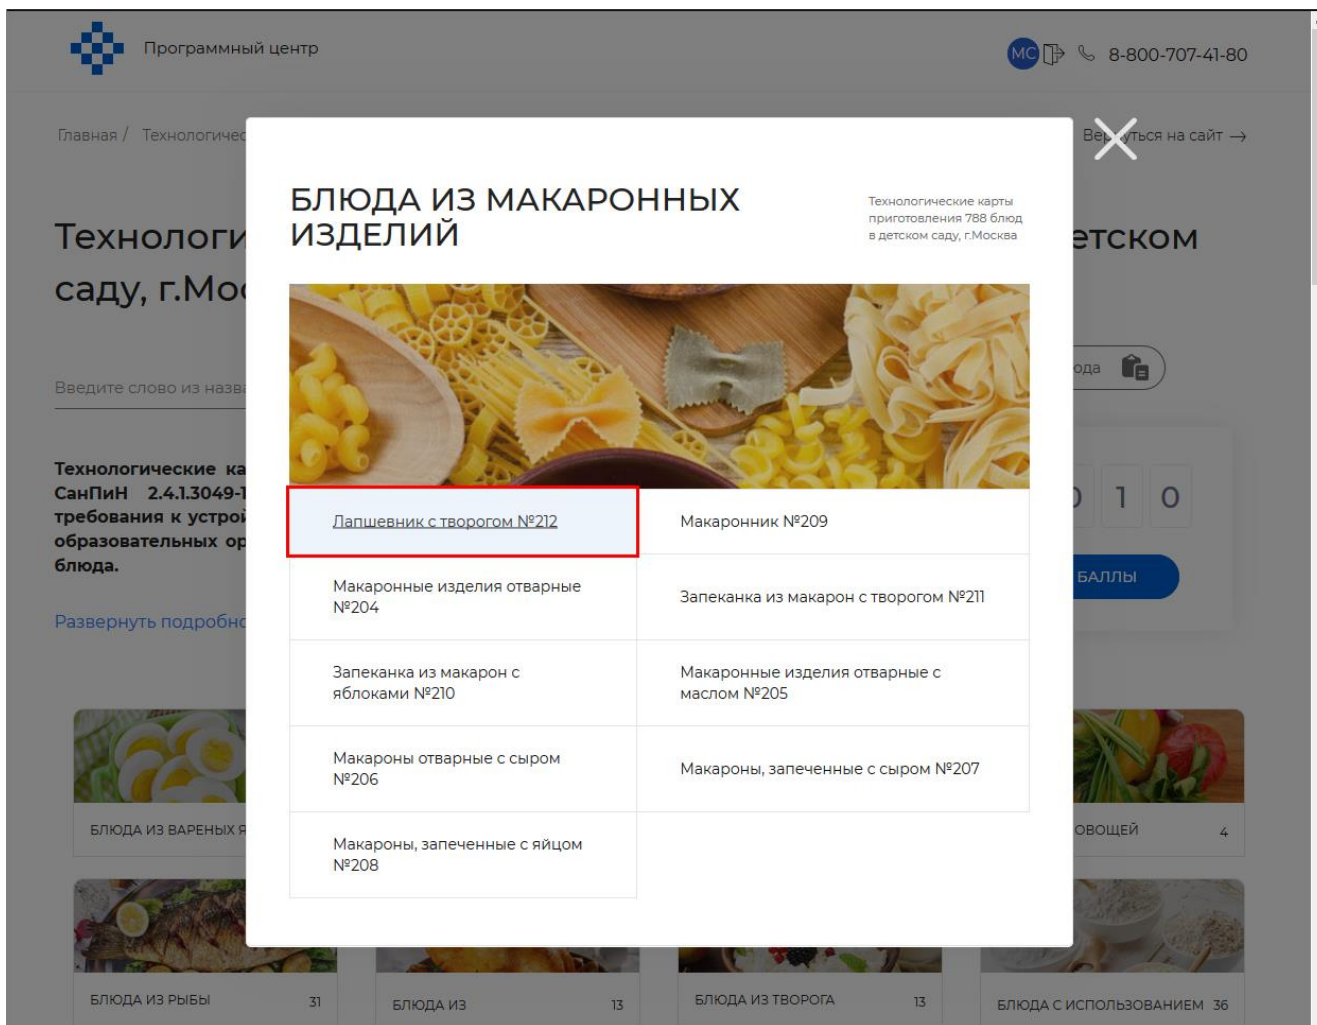 Программный центр
МС
8-800-707-41-80
Главная / Технологичес
Вернуться на сайт →
Технологи
етском
саду, г.Мос
БЛЮДА ИЗ МАКАРОННЫХ
ИЗДЕЛИЙ
Технологические карты
приготовления 788 блюд
в детском саду, г.Москва
Введите слово из назва
ода
Технологические ка
СанПиН 2.4.1.3049-1
требования к устрой
образовательных ор
блюда.
Развернуть подробно
1 0
БАЛЛЫ
Лапшевник с творогом №212
Макаронник №209
Макаронные изделия отварные
№204
Запеканка из макарон с творогом №211
Запеканка из макарон с
яблоками №210
Макаронные изделия отварные с
маслом №205
Макароны отварные с сыром
№206
Макароны, запеченные с сыром №207
Макароны, запеченные с яйцом
№208
БЛЮДА ИЗ ВАРЕНЫХ Я
ОВОЩЕЙ 4
БЛЮДА ИЗ РЫБЫ 31
БЛЮДА ИЗ 13
БЛЮДА ИЗ ТВОРОГА 13
БЛЮДА С ИСПОЛЬЗОВАНИЕМ 36